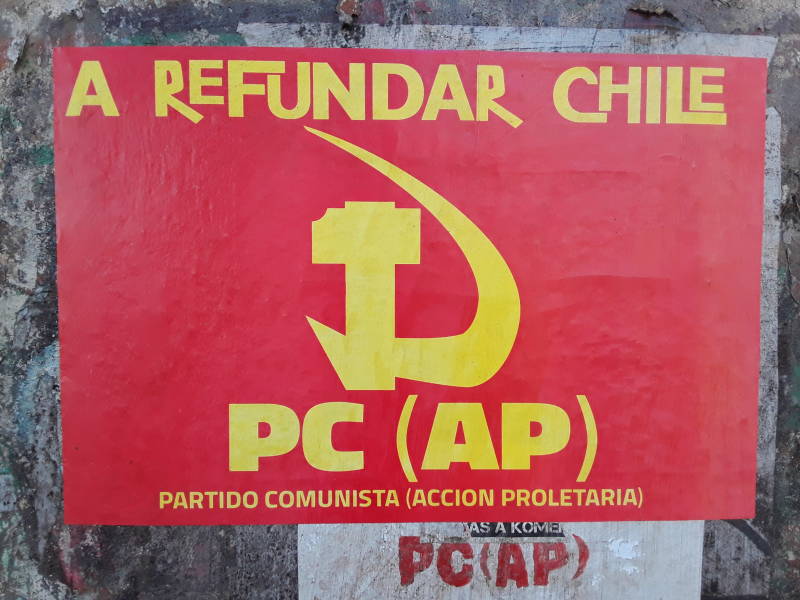 A REFUNDAR CHILE
PC (AP)
PARTIDO COMUNISTA (ACCION PROLETARIA)
PC(AP)